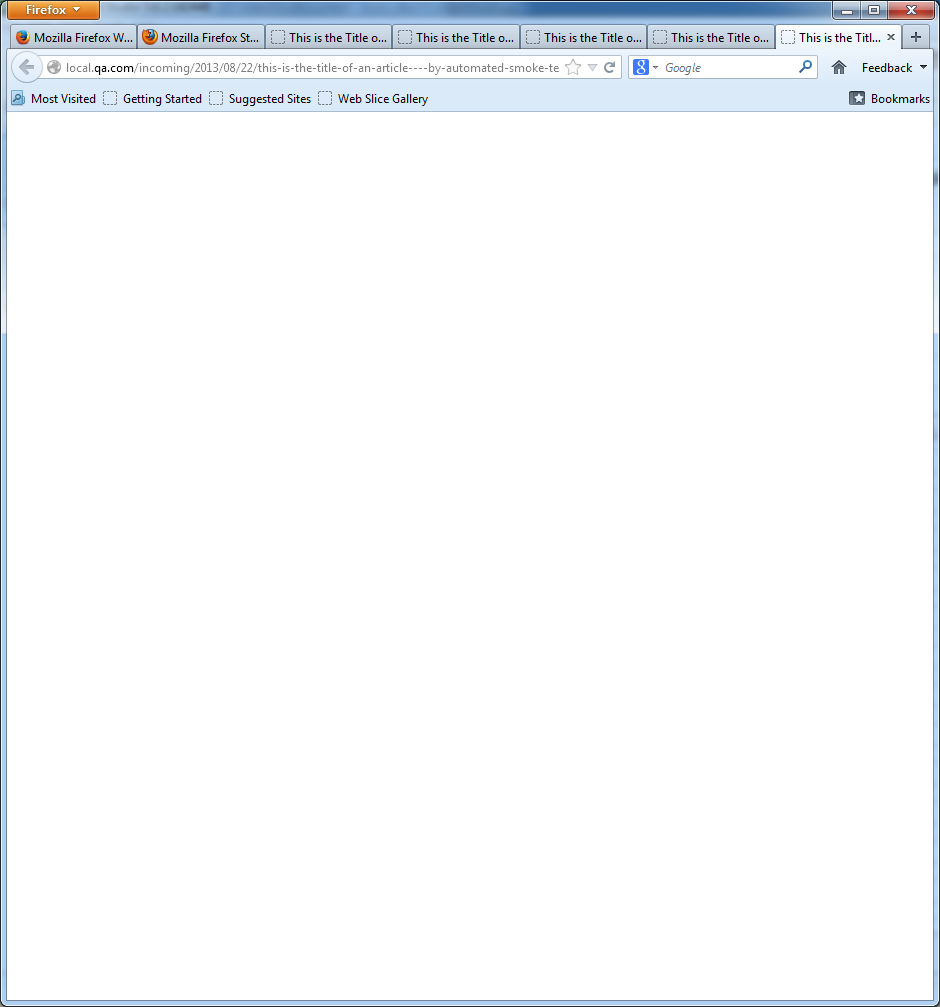 Firefox
Mozilla Firefox W... Mozilla Firefox St... This is the Title o... This is the Title o... This is the Title o... This is the Title o... This is the Titl...
local.qa.com/incoming/2013/08/22/this-is-the-title-of-an-article----by-automated-smoke-te Google Feedback
Most Visited Getting Started Suggested Sites Web Slice Gallery Bookmarks